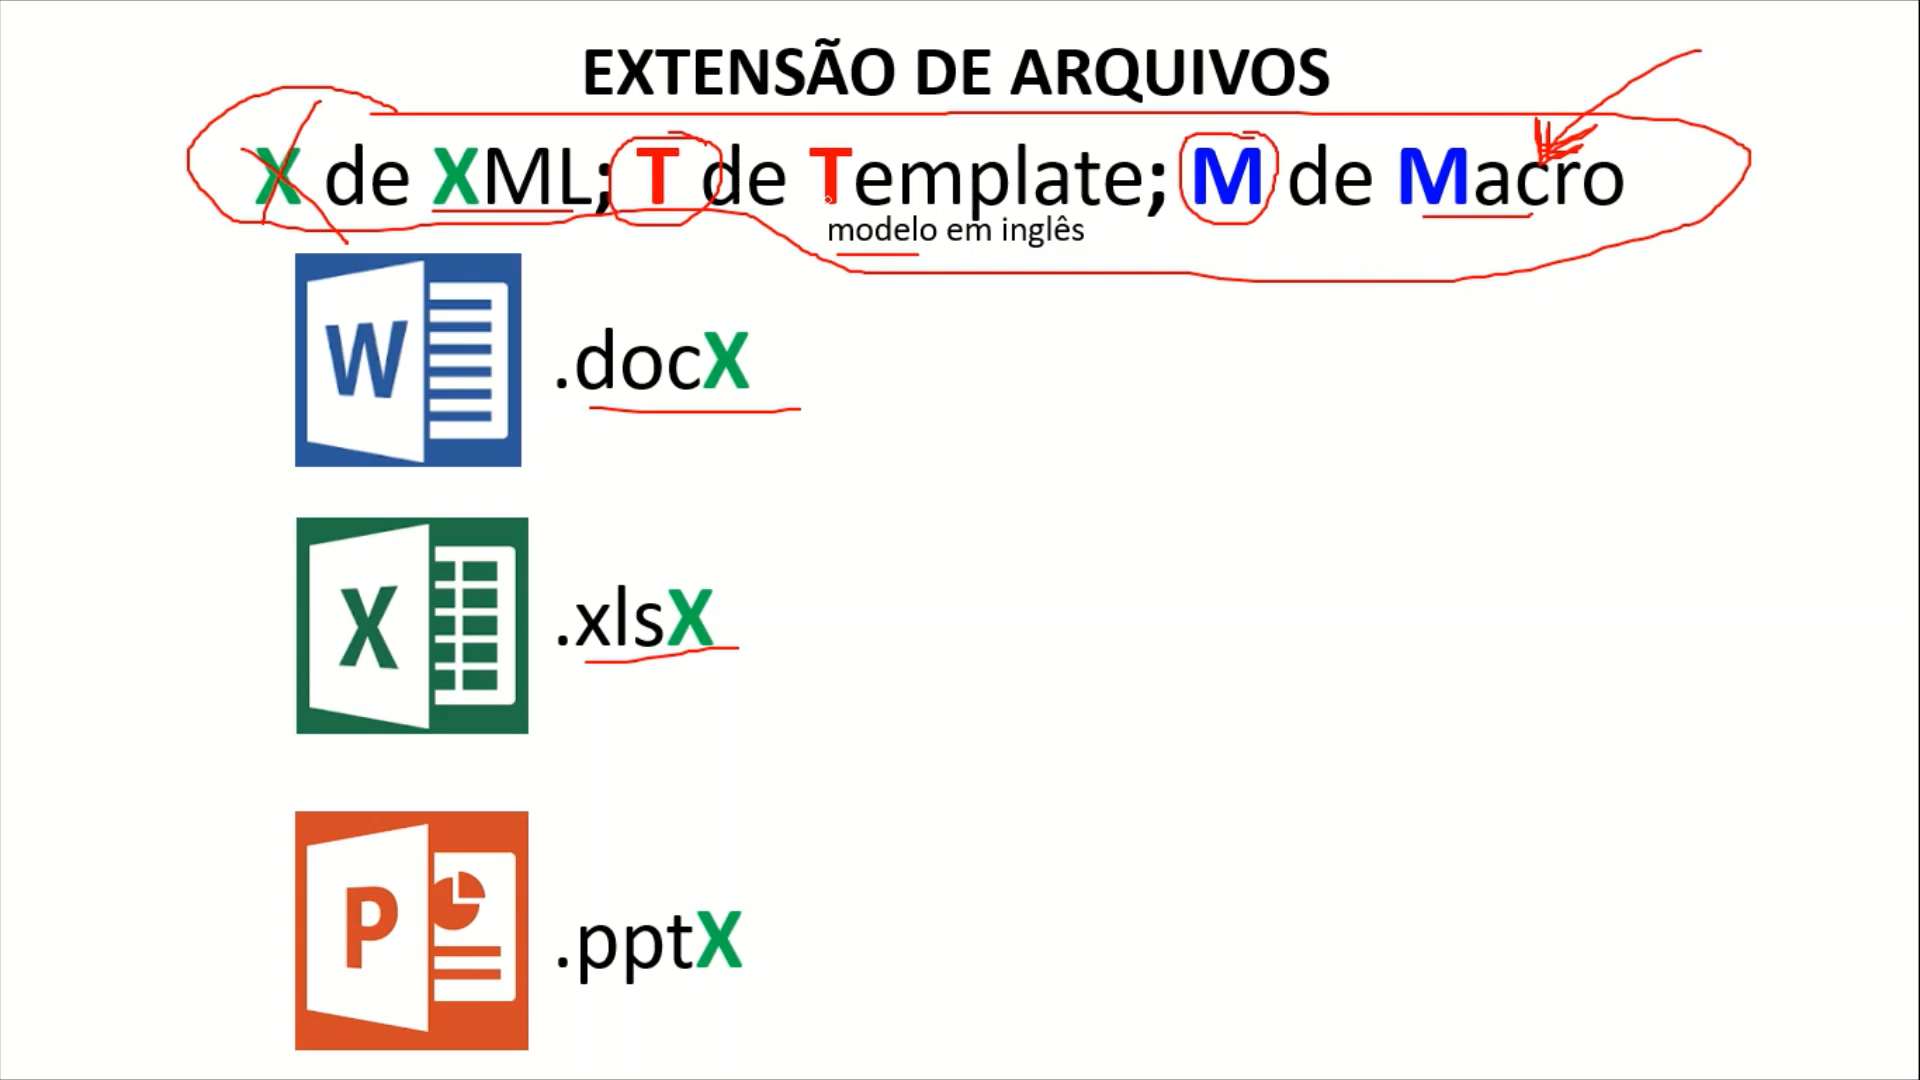 EXTENSÃO DE ARQUIVOS
X de XML; T de Template; M de Macro
modelo em inglês
W
.docX
X
.xlsX
P
.pptX